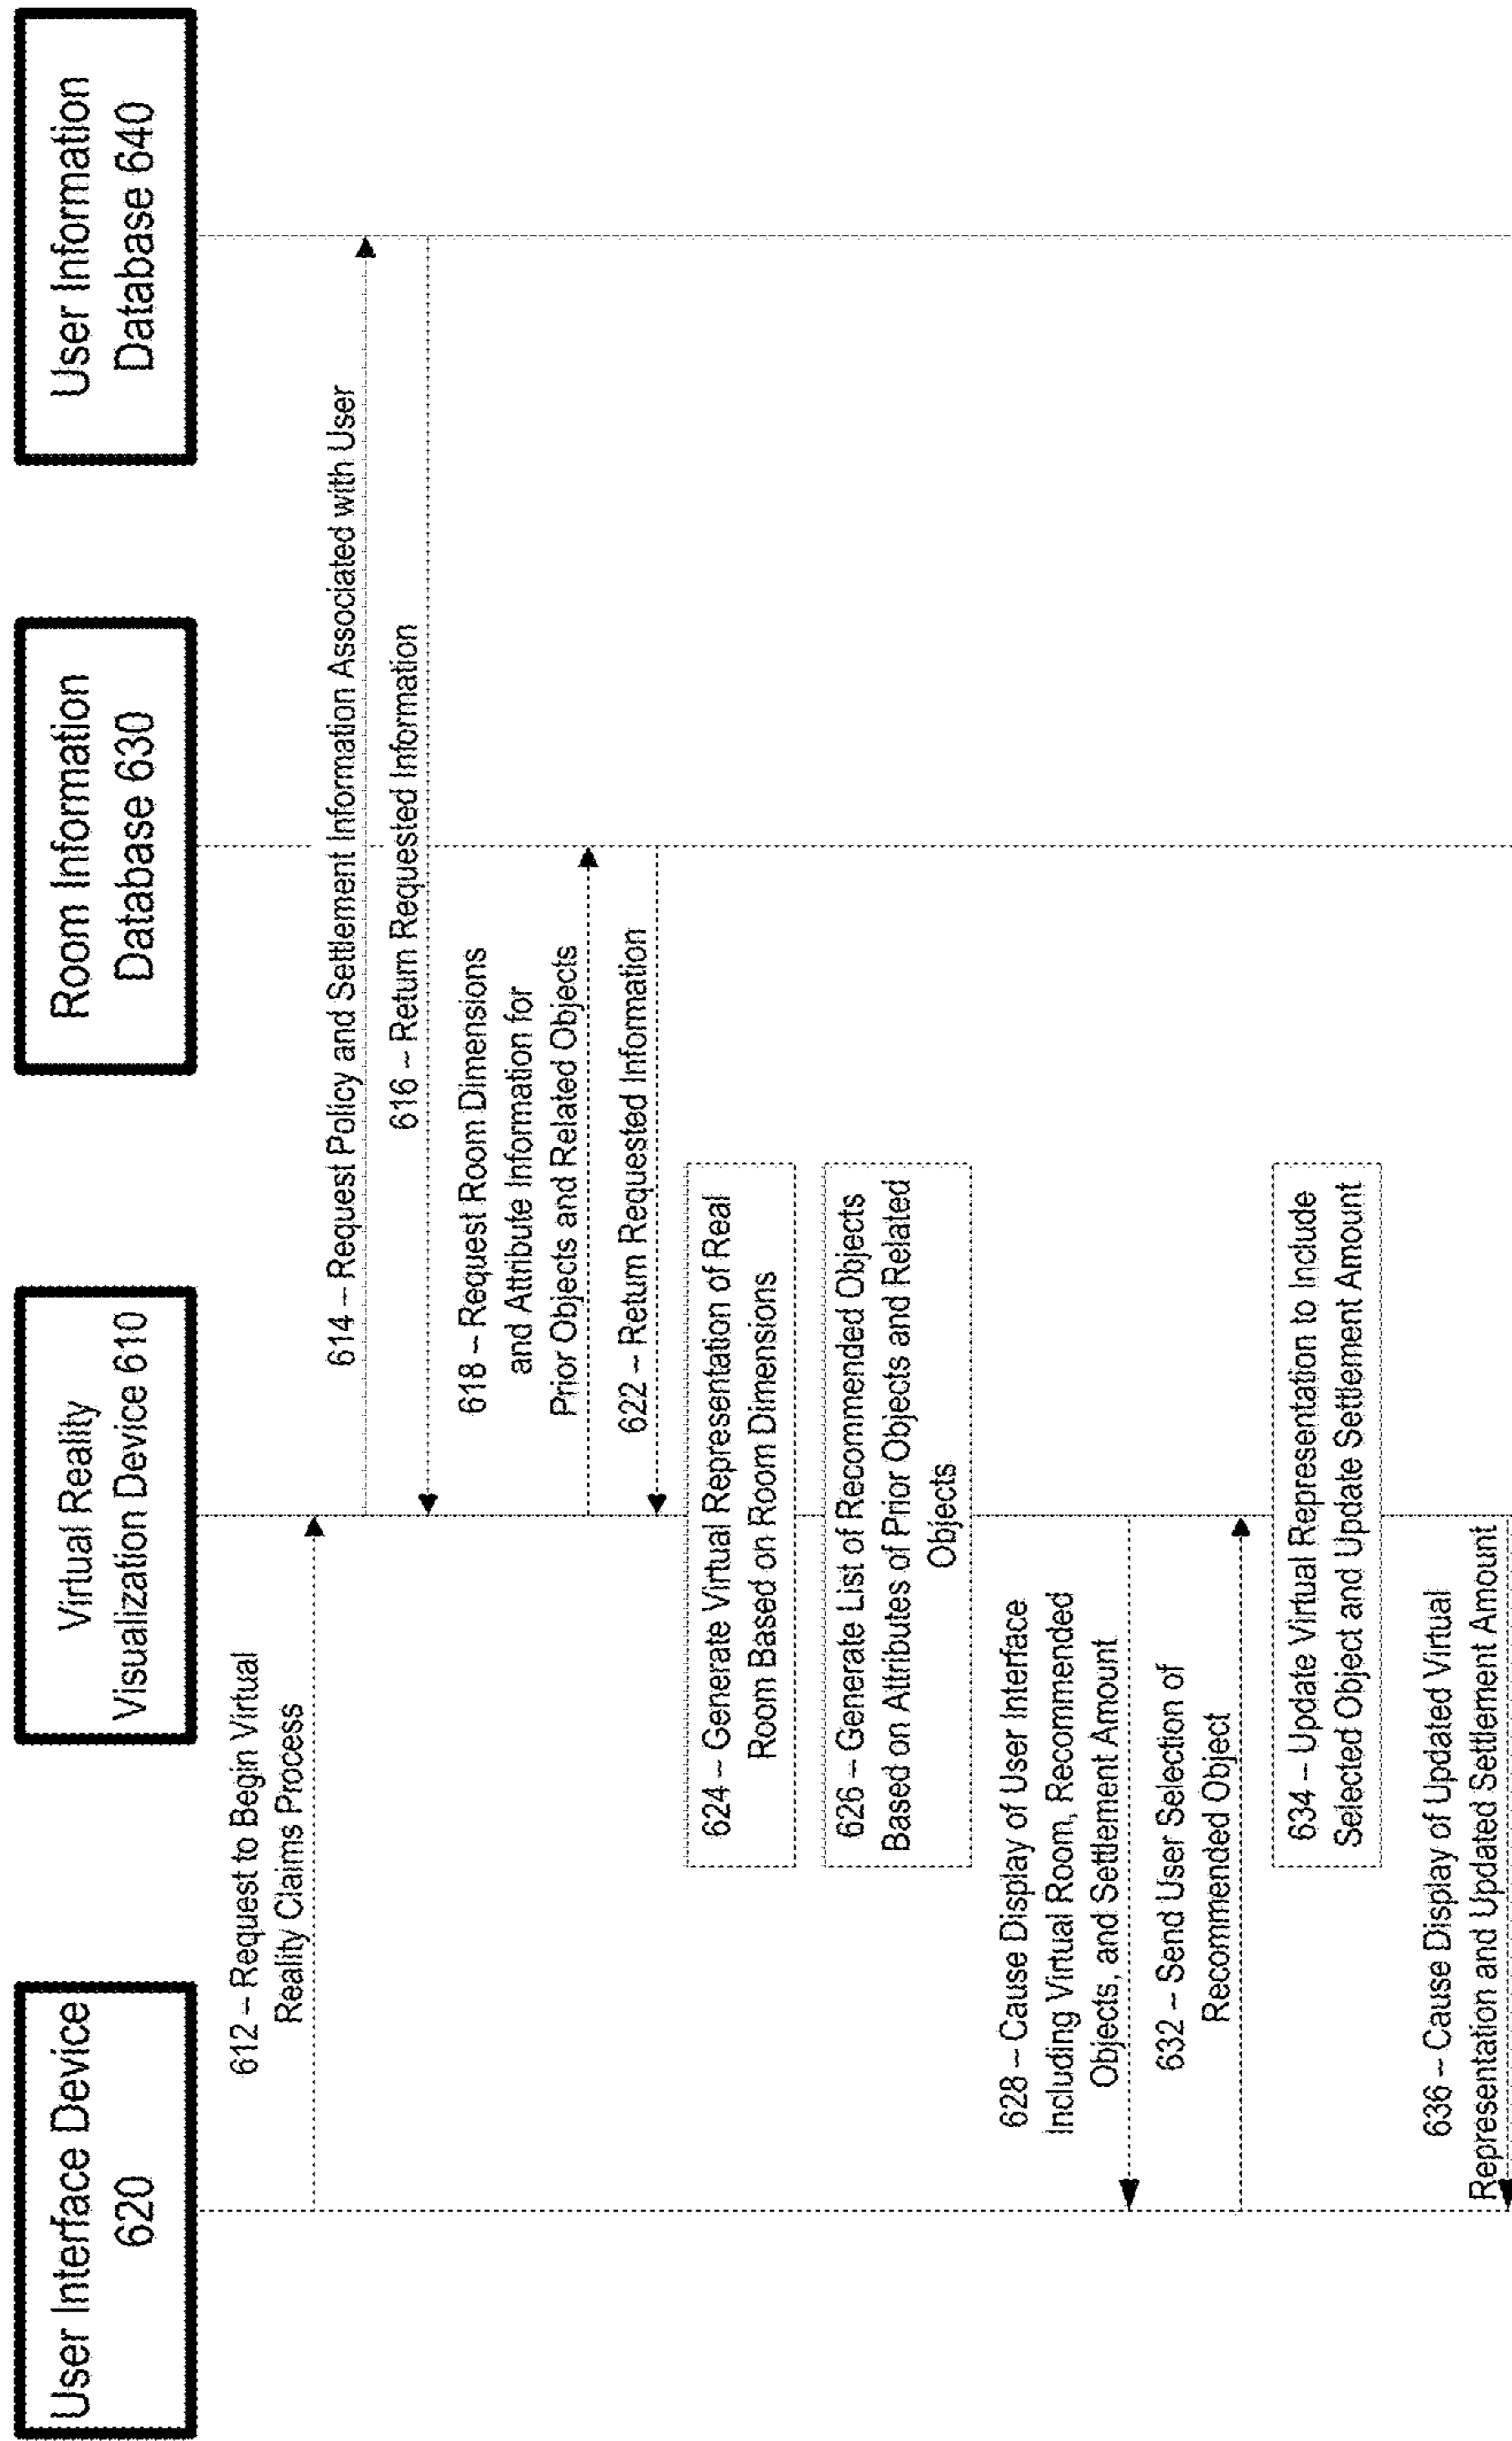 User Interface Device
620
Virtual Reality
Visualization Device 610
Room Information
Database 630
User Information
Database 640
612 – Request to Begin Virtual
Reality Claims Process
614 – Request Policy and Settlement Information Associated with User
616 – Return Requested Information
618 – Request Room Dimensions
and Attribute Information for
Prior Objects and Related Objects
622 – Return Requested Information
624 – Generate Virtual Representation of Real
Room Based on Room Dimensions
626 – Generate List of Recommended Objects
Based on Attributes of Prior Objects and Related
Objects
628 – Cause Display of User Interface
Including Virtual Room, Recommended
Objects, and Settlement Amount
632 – Send User Selection of
Recommended Object
634 – Update Virtual Representation to Include
Selected Object and Update Settlement Amount
636 – Cause Display of Updated Virtual
Representation and Updated Settlement Amount